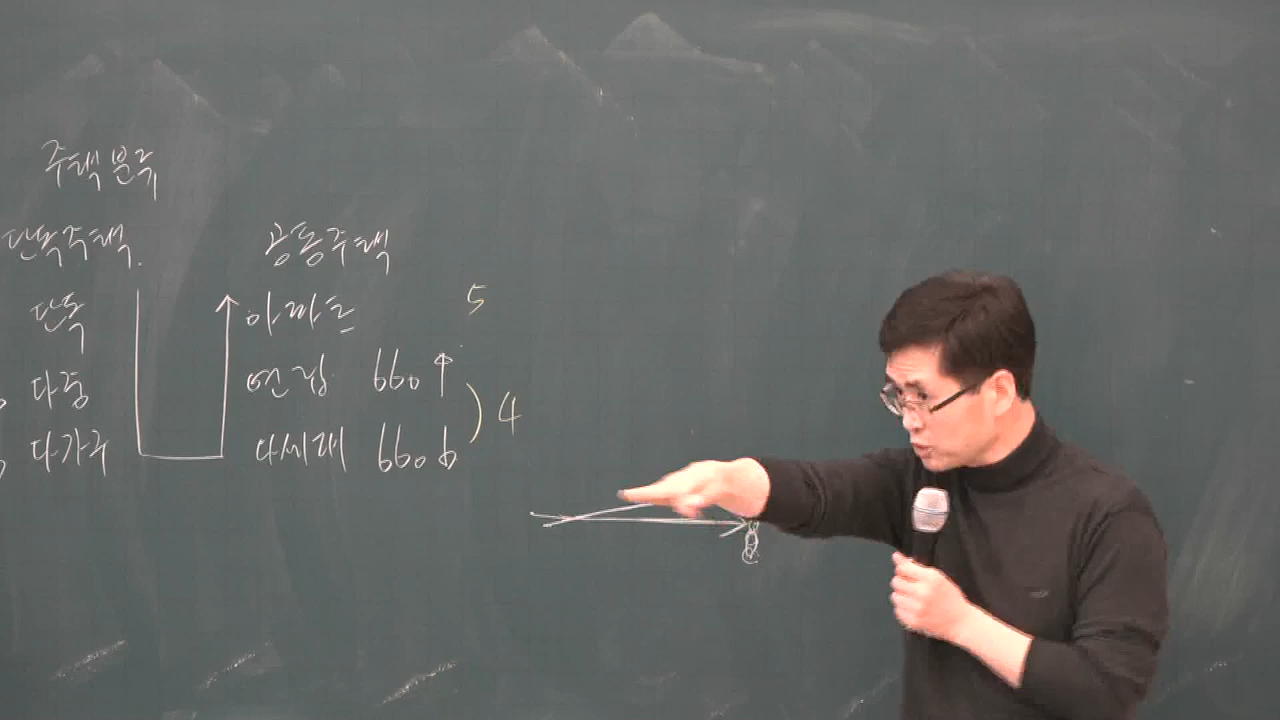 주택분류
단독주택. 공동주택
단독 아파트 5
다중 연립 660↑ 4
다가구 다세대 660